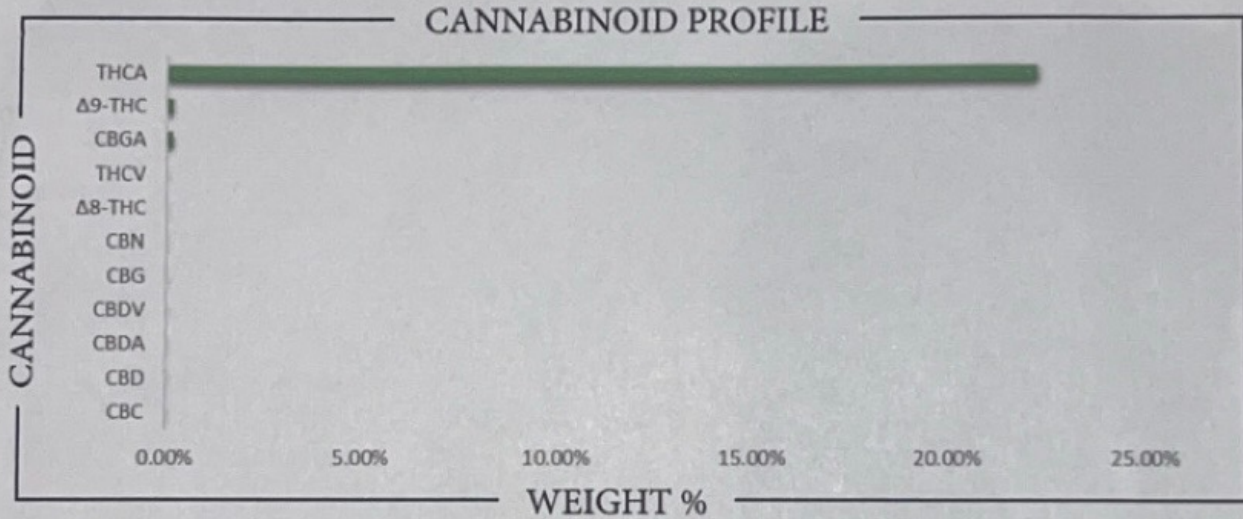 CANNABINOID PROFILE
CANNABINOID
THCA
Δ9-THC
CBGA
THCV
Δ8-THC
CBN
CBG
CBDV
CBDA
CBD
CBC
0.00% 5.00% 10.00% 15.00% 20.00% 25.00%
WEIGHT %